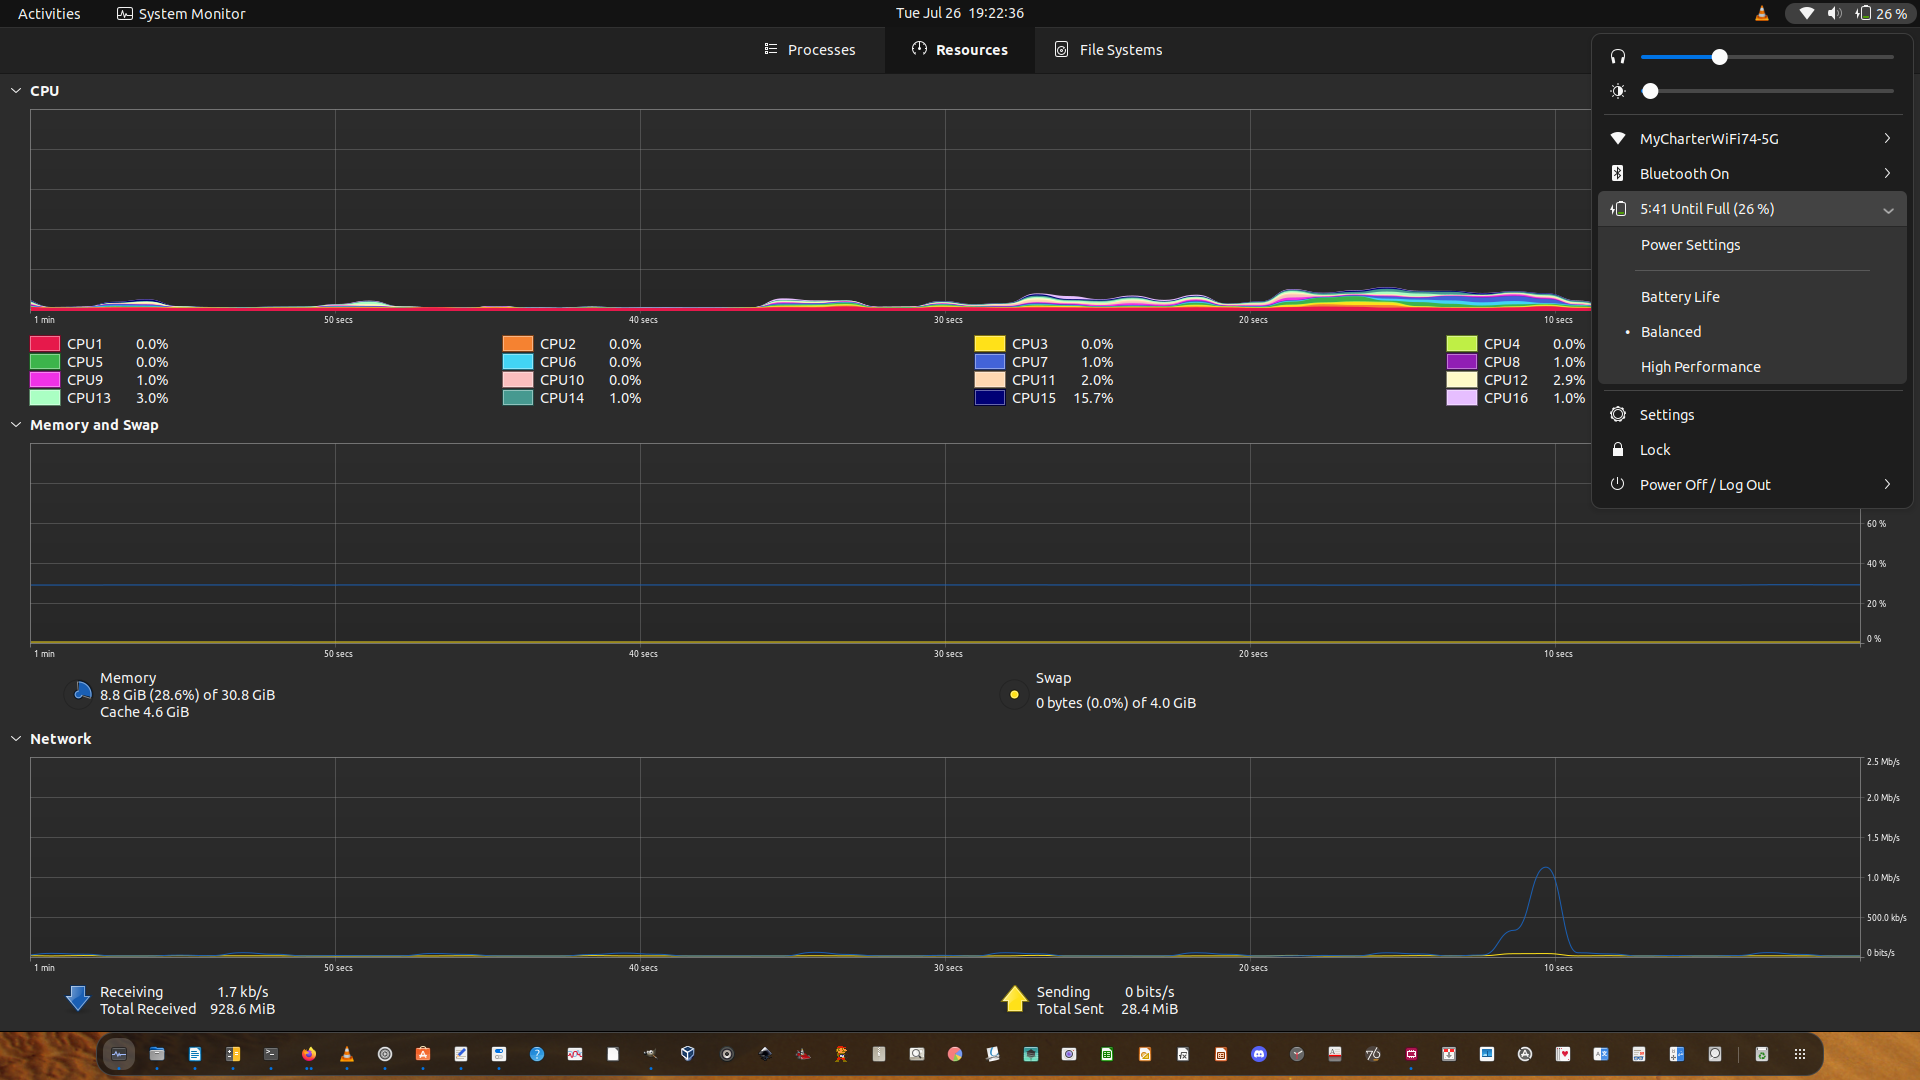 Activities System Monitor Tue Jul 26 19:22:36 26 %
Processes Resources File Systems
CPU
1 min 50 secs 40 secs 30 secs 20 secs 10 secs
CPU1 0.0% CPU2 0.0% CPU3 0.0% CPU4 0.0%
CPU5 0.0% CPU6 0.0% CPU7 1.0% CPU8 1.0%
CPU9 1.0% CPU10 0.0% CPU11 2.0% CPU12 2.9%
CPU13 3.0% CPU14 1.0% CPU15 15.7% CPU16 1.0%
MyCharterWiFi74-5G
Bluetooth On
5:41 Until Full (26 %)
Power Settings
Battery Life
• Balanced
High Performance
Settings
Lock
Power Off / Log Out
Memory and Swap
60 %
40 %
20 %
0 %
1 min 50 secs 40 secs 30 secs 20 secs 10 secs
Memory
8.8 GiB (28.6%) of 30.8 GiB
Cache 4.6 GiB
Swap
0 bytes (0.0%) of 4.0 GiB
Network
2.5 Mb/s
2.0 Mb/s
1.5 Mb/s
1.0 Mb/s
500.0 kb/s
0 bits/s
1 min 50 secs 40 secs 30 secs 20 secs 10 secs
Receiving 1.7 kb/s
Total Received 928.6 MiB
Sending 0 bits/s
Total Sent 28.4 MiB